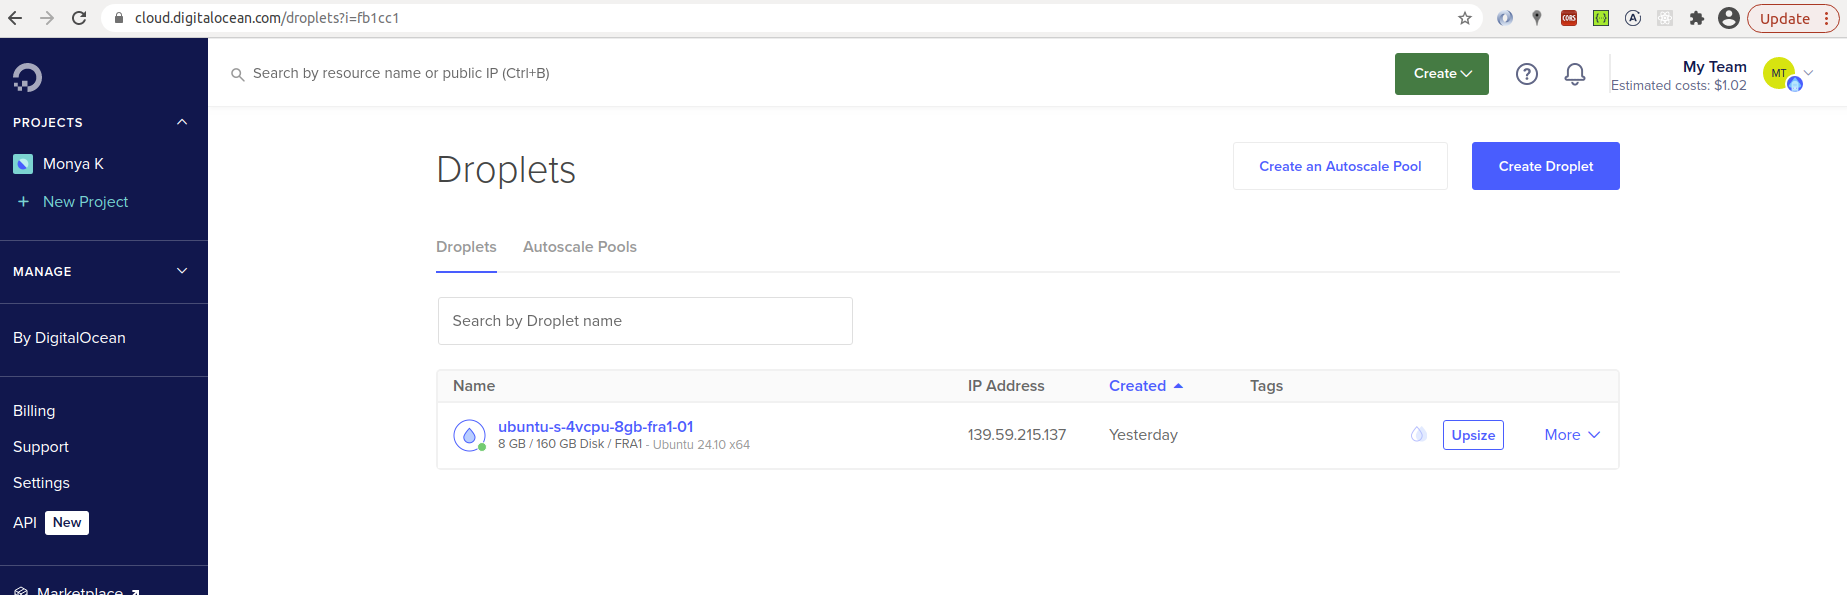 cloud.digitalocean.com/droplets?i=fb1cc1
CORS
A
Update
Search by resource name or public IP (Ctrl+B)
Create
My Team
Estimated costs: $1.02
MT
PROJECTS
Monya K
+ New Project
MANAGE
By DigitalOcean
Billing
Support
Settings
API New
Marketplace
Droplets
Create an Autoscale Pool
Create Droplet
Droplets Autoscale Pools
Search by Droplet name
Name IP Address Created Tags
ubuntu-s-4vcpu-8gb-fra1-01
8 GB / 160 GB Disk / FRA1 - Ubuntu 24.10 x64
139.59.215.137 Yesterday Upsize More